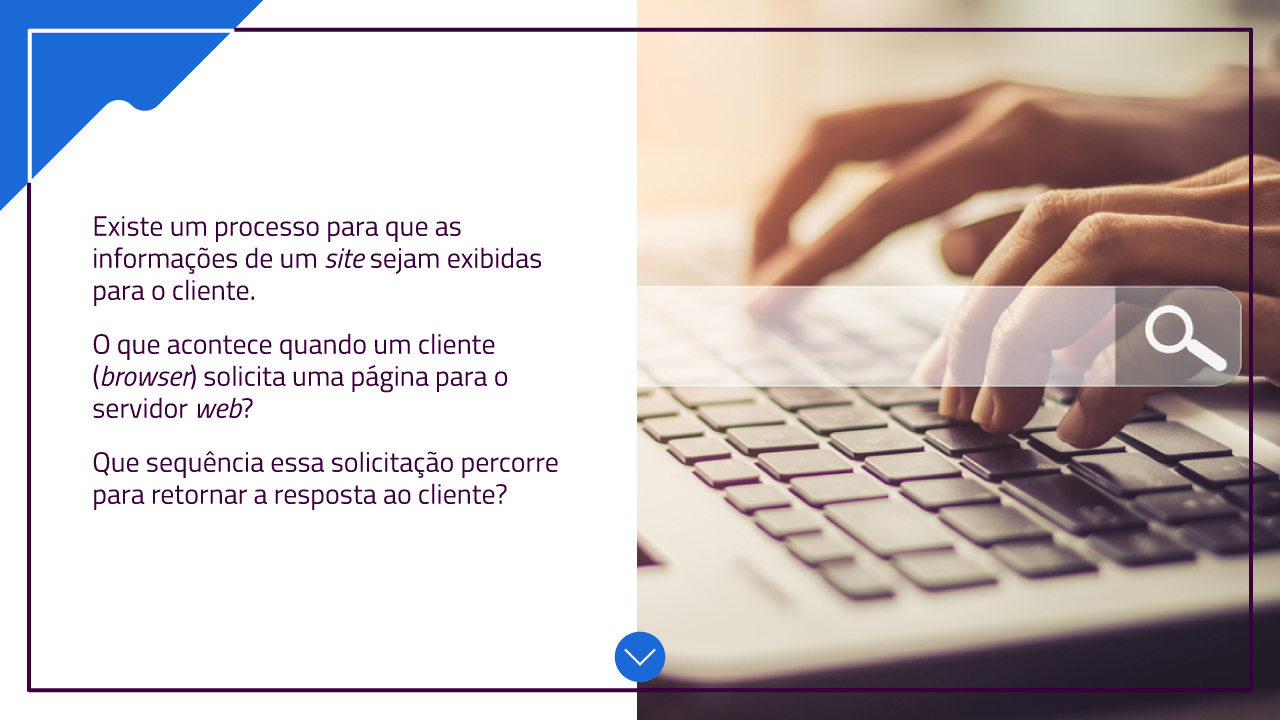 Existe um processo para que as
informações de um site sejam exibidas
para o cliente.
O que acontece quando um cliente
(browser) solicita uma página para o
servidor web?
Que sequência essa solicitação percorre
para retornar a resposta ao cliente?